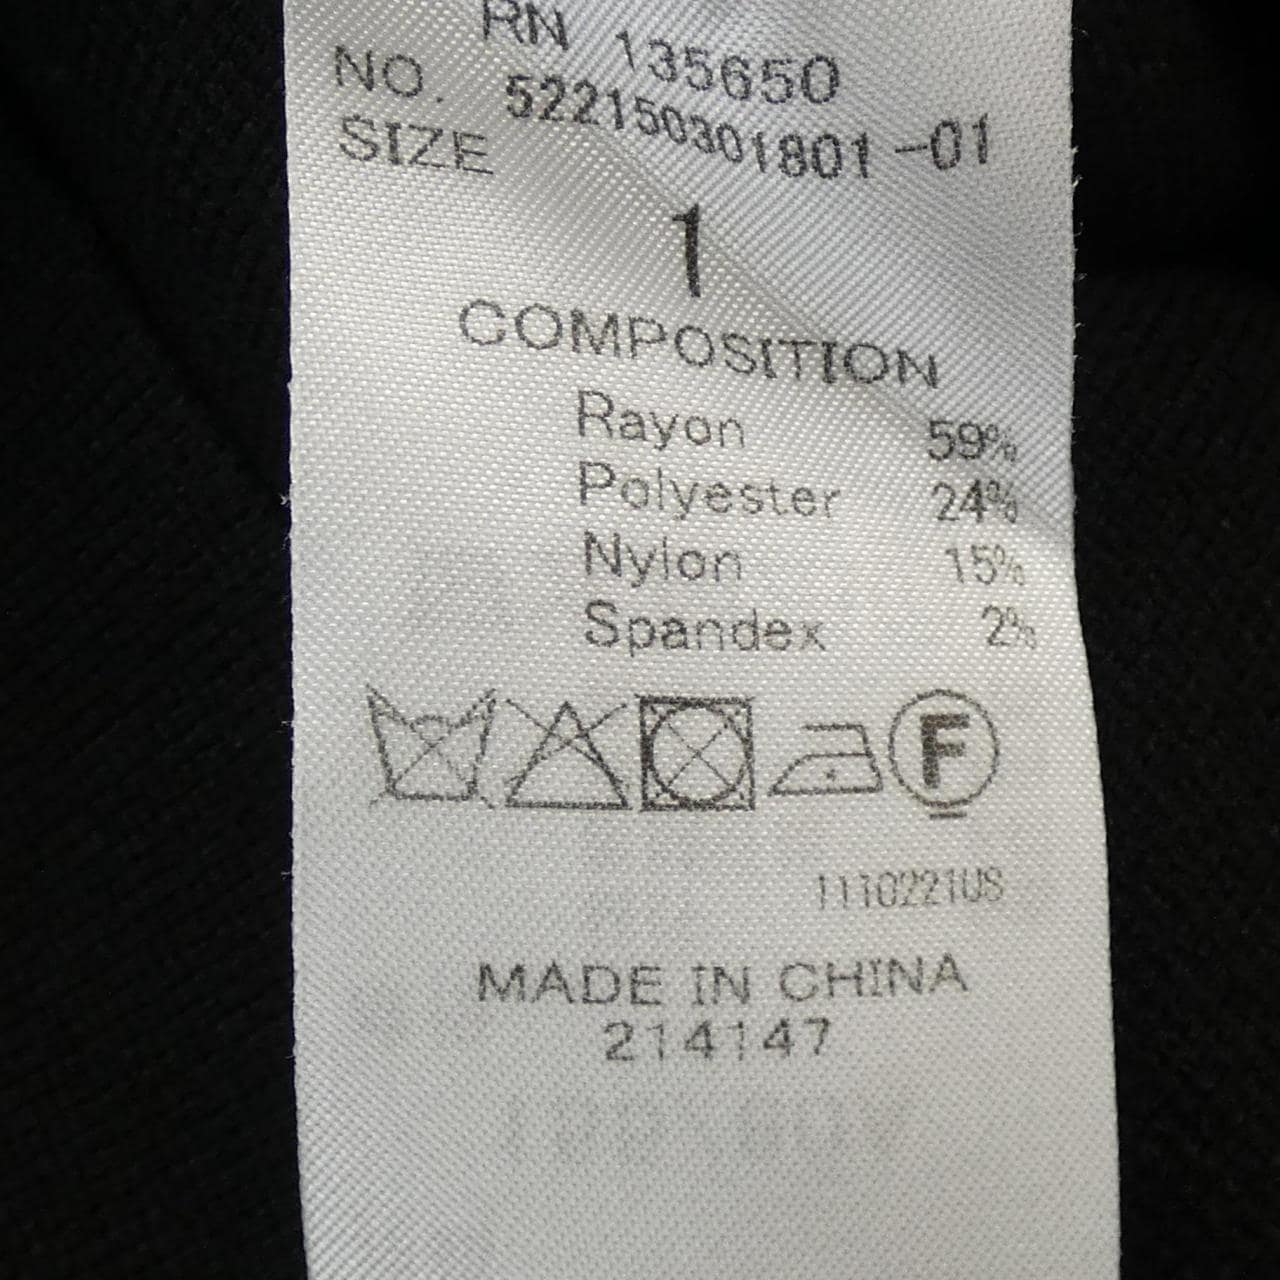 RN 135650
NO. 522150301801-01
SIZE
1
COMPOSITION
Rayon 59%
Polyester 24%
Nylon 15%
Spandex 2%
F
1110221US
MADE IN CHINA
214147